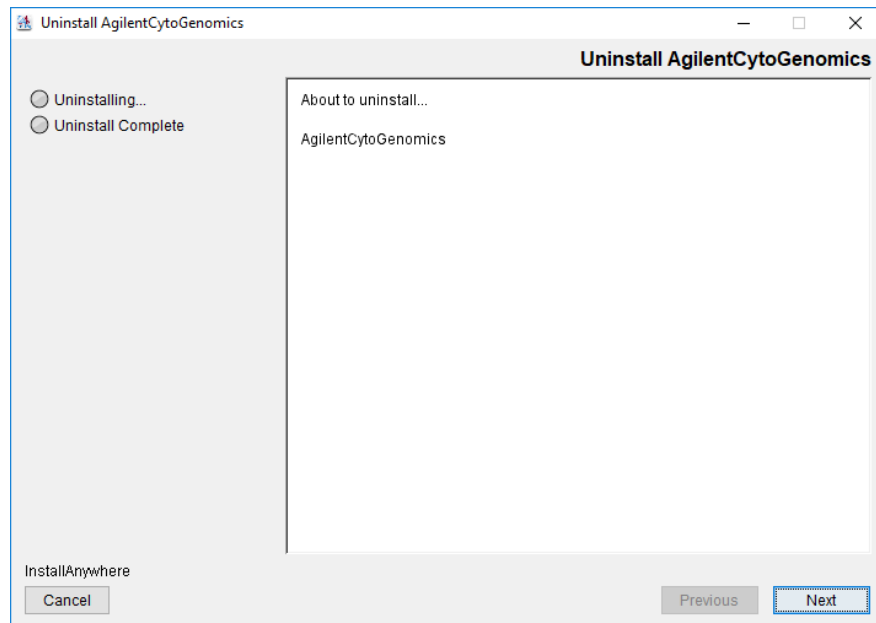 Uninstall AgilentCytoGenomics
Uninstall AgilentCytoGenomics
Uninstalling...
Uninstall Complete
About to uninstall...
AgilentCytoGenomics
InstallAnywhere
Cancel
Previous
Next